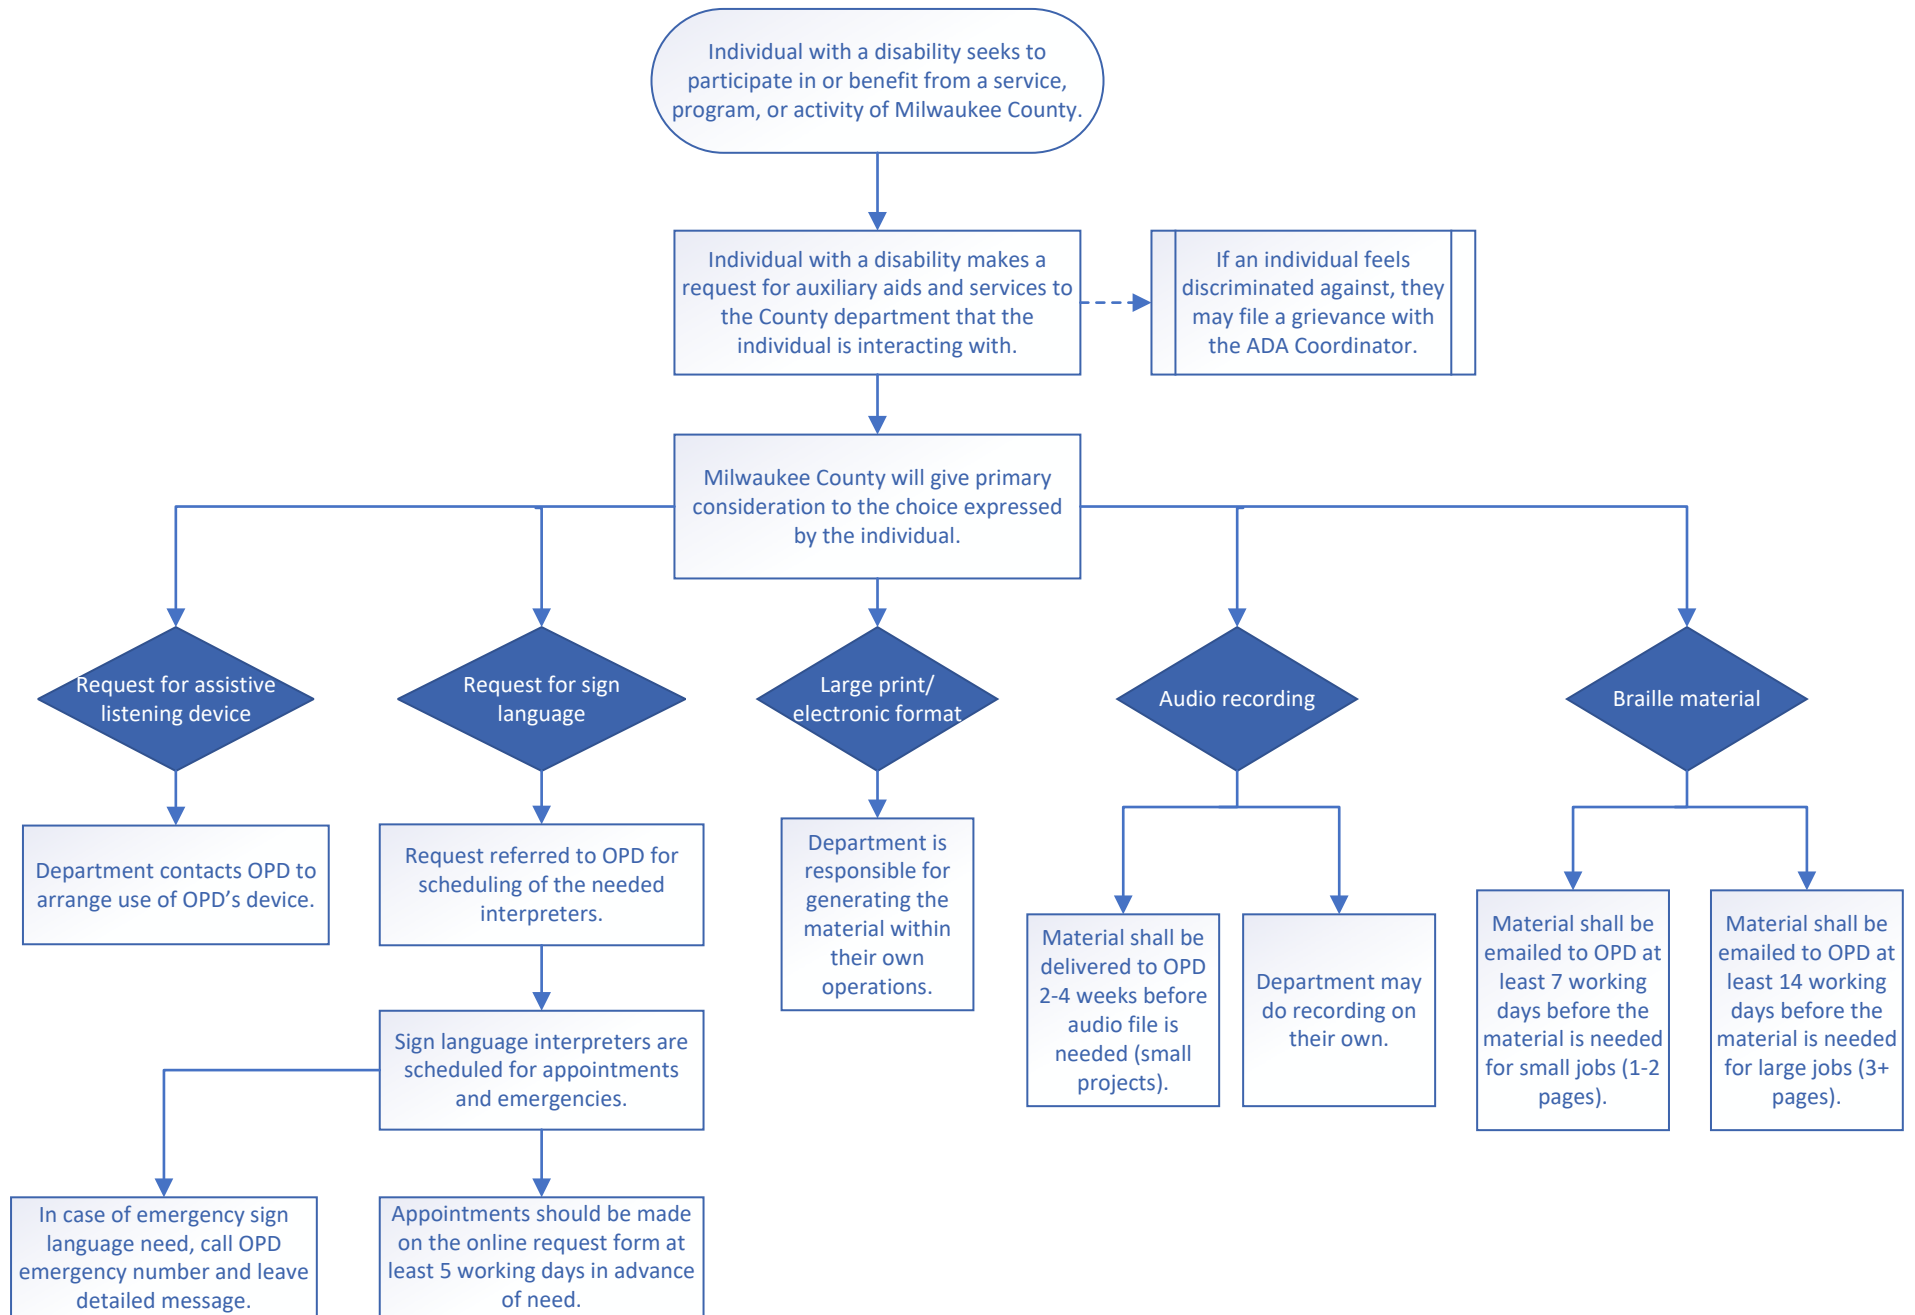 Individual with a disability seeks to
participate in or benefit from a service,
program, or activity of Milwaukee County.
Individual with a disability makes a
request for auxiliary aids and services to
the County department that the
individual is interacting with.
If an individual feels
discriminated against, they
may file a grievance with
the ADA Coordinator.
Milwaukee County will give primary
consideration to the choice expressed
by the individual.
Request for assistive
listening device
Request for sign
language
Large print/
electronic format
Audio recording
Braille material
Department contacts OPD to
arrange use of OPD’s device.
Request referred to OPD for
scheduling of the needed
interpreters.
Department is
responsible for
generating the
material within
their own
operations.
Material shall be
delivered to OPD
2-4 weeks before
audio file is
needed (small
projects).
Department may
do recording on
their own.
Material shall be
emailed to OPD at
least 7 working
days before the
material is needed
for small jobs (1-2
pages).
Material shall be
emailed to OPD at
least 14 working
days before the
material is needed
for large jobs (3+
pages).
Sign language interpreters are
scheduled for appointments
and emergencies.
In case of emergency sign
language need, call OPD
emergency number and leave
detailed message.
Appointments should be made
on the online request form at
least 5 working days in advance
of need.